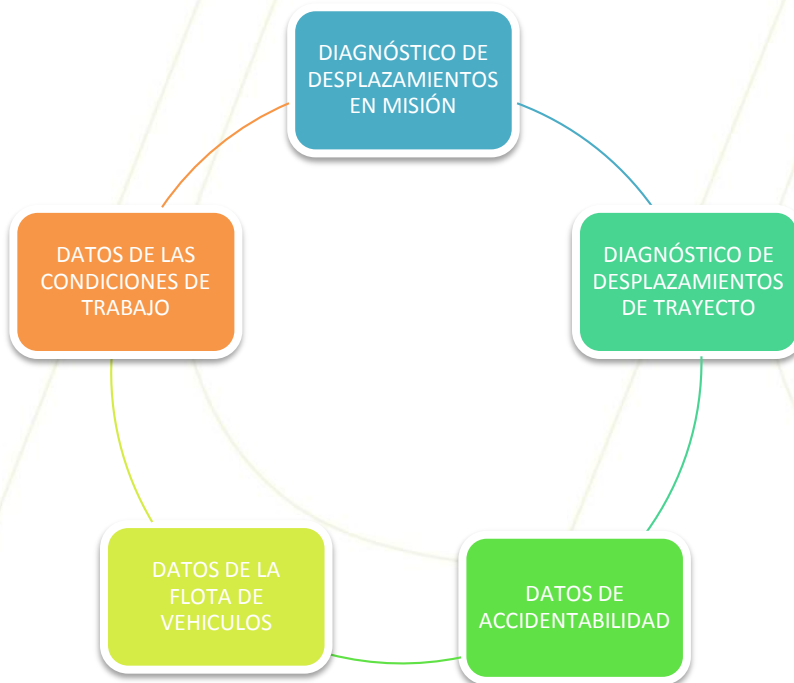 DIAGNÓSTICO DE
DESPLAZAMIENTOS
EN MISIÓN
DIAGNÓSTICO DE
DESPLAZAMIENTOS
DE TRAYECTO
DATOS DE
ACCIDENTABILIDAD
DATOS DE LA
FLOTA DE
VEHICULOS
DATOS DE LAS
CONDICIONES DE
TRABAJO